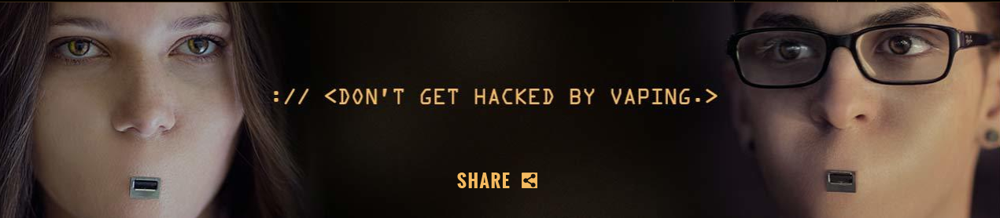 :// <DON'T GET HACKED BY VAPING.>
SHARE